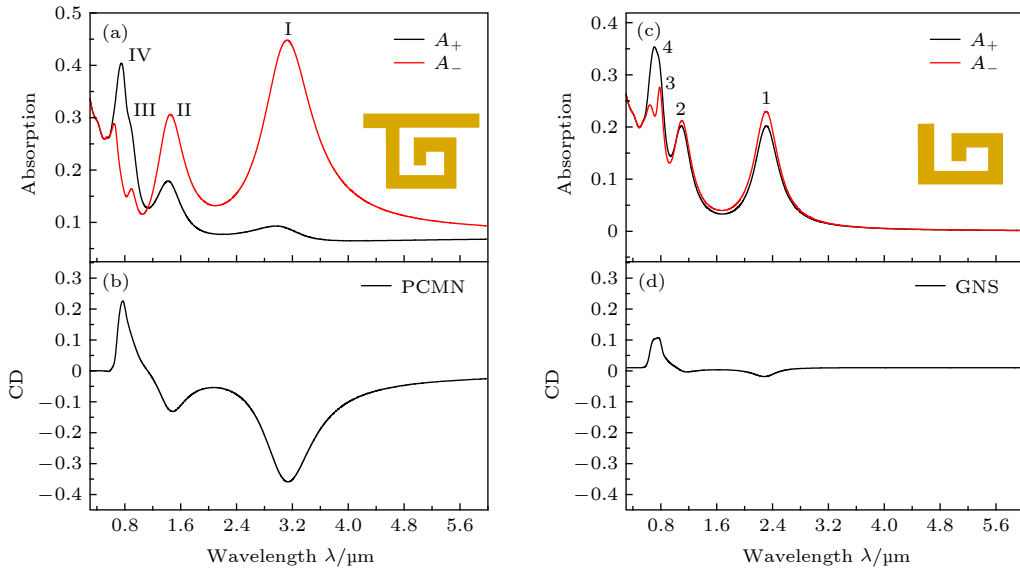 (a)
A₊
A₋
I
II
III
IV
0.5
0.4
0.3
0.2
0.1
Absorption
(b)
PCMN
0.3
0.2
0.1
0
−0.1
−0.2
−0.3
−0.4
CD
0.8 1.6 2.4 3.2 4.0 4.8 5.6
Wavelength λ/µm
(c)
A₊
A₋
4
3
2
1
0.4
0.3
0.2
0.1
0
Absorption
(d)
GNS
0.3
0.2
0.1
0
−0.1
−0.2
−0.3
−0.4
CD
0.8 1.6 2.4 3.2 4.0 4.8 5.6
Wavelength λ/µm